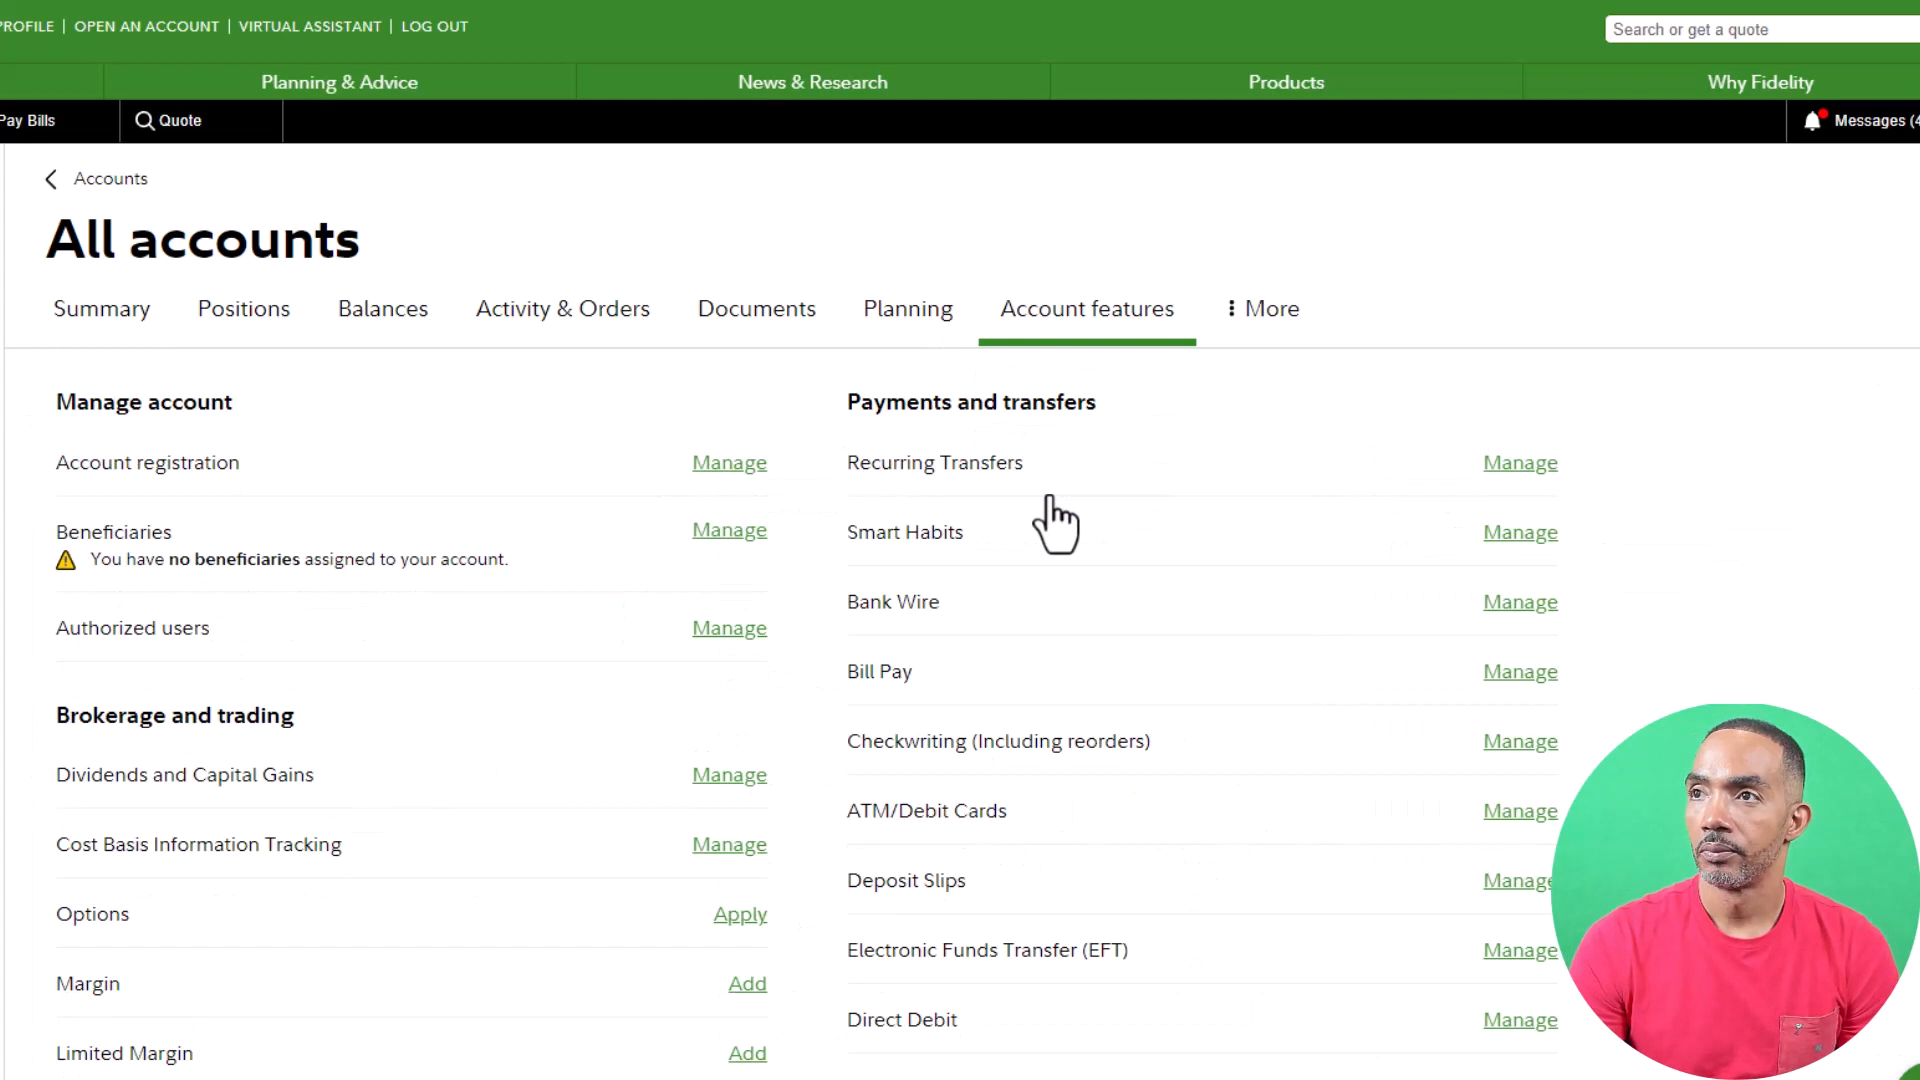 PROFILE | OPEN AN ACCOUNT | VIRTUAL ASSISTANT | LOG OUT
Search or get a quote
Planning & Advice
News & Research
Products
Why Fidelity
Pay Bills
Quote
Messages (4
Accounts
All accounts
Summary
Positions
Balances
Activity & Orders
Documents
Planning
Account features
More
Manage account
Account registration
Manage
Beneficiaries
Manage
You have no beneficiaries assigned to your account.
Authorized users
Manage
Brokerage and trading
Dividends and Capital Gains
Manage
Cost Basis Information Tracking
Manage
Options
Apply
Margin
Add
Limited Margin
Add
Payments and transfers
Recurring Transfers
Manage
Smart Habits
Manage
Bank Wire
Manage
Bill Pay
Manage
Checkwriting (Including reorders)
Manage
ATM/Debit Cards
Manage
Deposit Slips
Manage
Electronic Funds Transfer (EFT)
Manage
Direct Debit
Manage